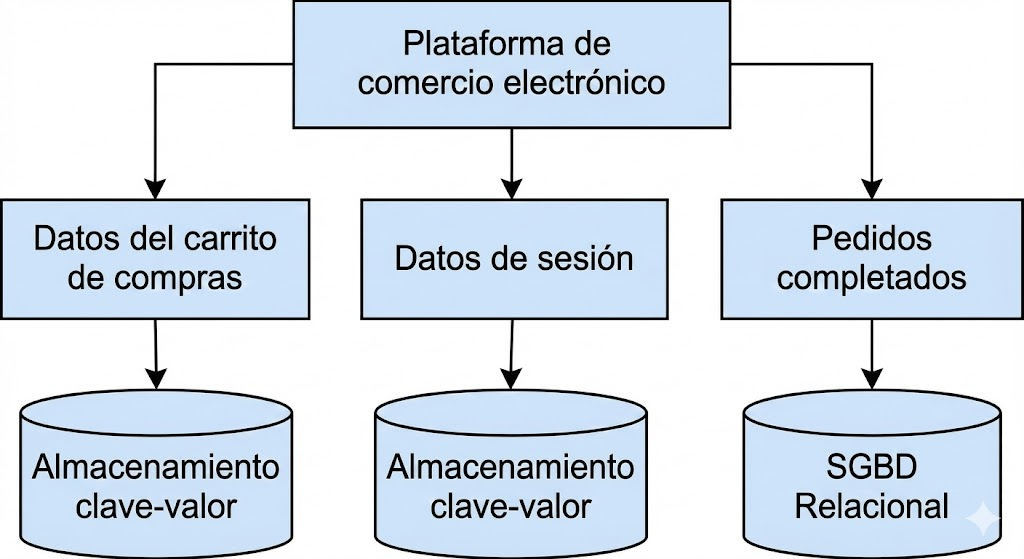 Plataforma de
comercio electrónico
Datos del carrito
de compras
Datos de sesión
Pedidos
completados
Almacenamiento
clave-valor
Almacenamiento
clave-valor
SGBD
Relacional